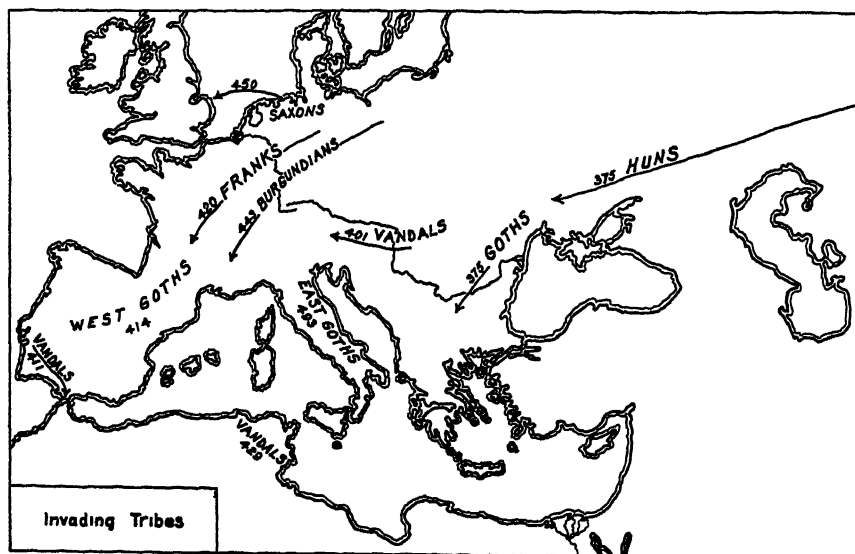 450
SAXONS
420 FRANKS
443 BURGUNDIANS
375 HUNS
401 VANDALS
375 GOTHS
WEST GOTHS
414
EAST GOTHS
493
VANDALS
411
VANDALS
429
Invading Tribes